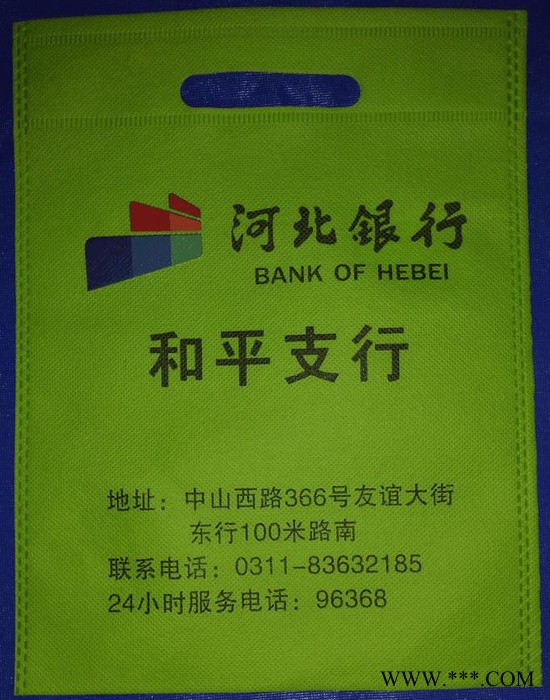 河北銀行
BANK OF HEBEI
和平支行
地址：中山西路366号友谊大街
东行100米路南
联系电话：0311-83632185
24小时服务电话：96368
WWW.***.COM